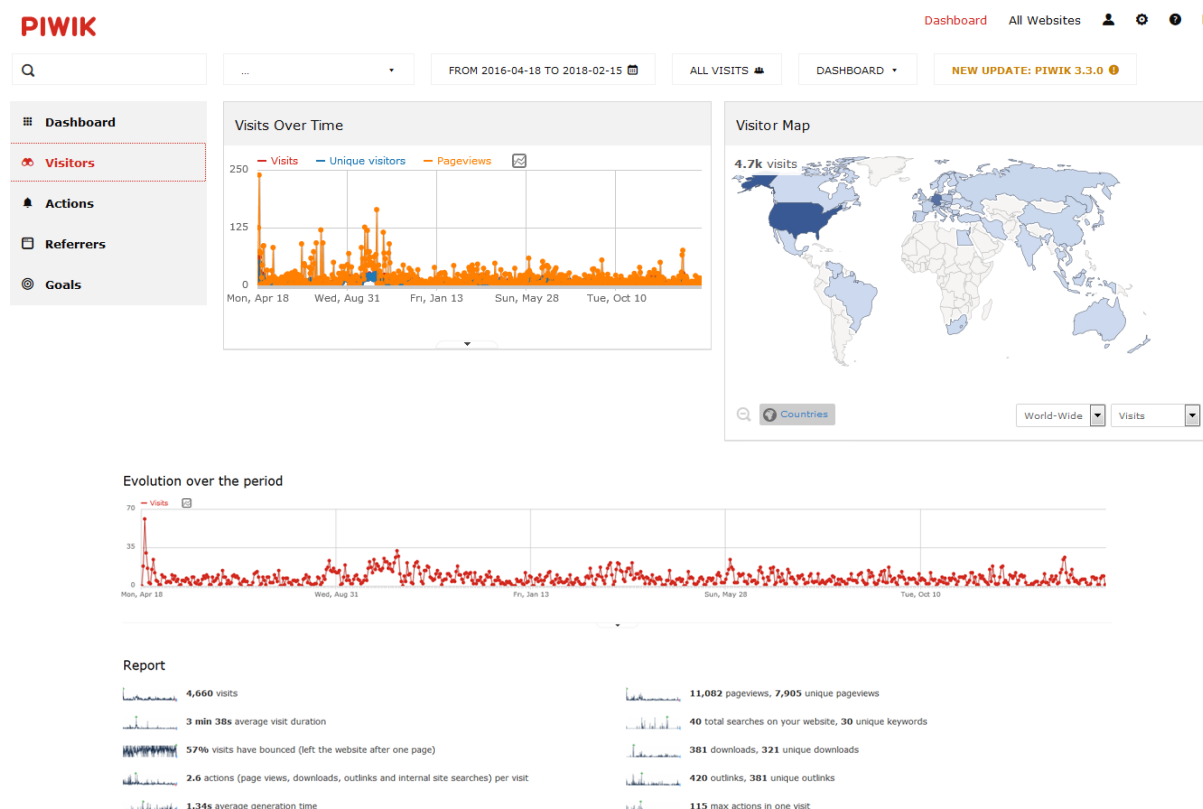 PIWIK
Dashboard All Websites
... FROM 2016-04-18 TO 2018-02-15 ALL VISITS DASHBOARD NEW UPDATE: PIWIK 3.3.0
Dashboard
Visitors
Actions
Referrers
Goals
Visits Over Time
Visits Unique visitors Pageviews
250
125
0
Mon, Apr 18 Wed, Aug 31 Fri, Jan 13 Sun, May 28 Tue, Oct 10
Visitor Map
4.7k visits
Countries
World-Wide Visits
Evolution over the period
Visits
70
35
0
Mon, Apr 18 Wed, Aug 31 Fri, Jan 13 Sun, May 28 Tue, Oct 10
Report
4,660 visits
3 min 38s average visit duration
57% visits have bounced (left the website after one page)
2.6 actions (page views, downloads, outlinks and internal site searches) per visit
1.34s average generation time
11,082 pageviews, 7,905 unique pageviews
40 total searches on your website, 30 unique keywords
381 downloads, 321 unique downloads
420 outlinks, 381 unique outlinks
115 max actions in one visit